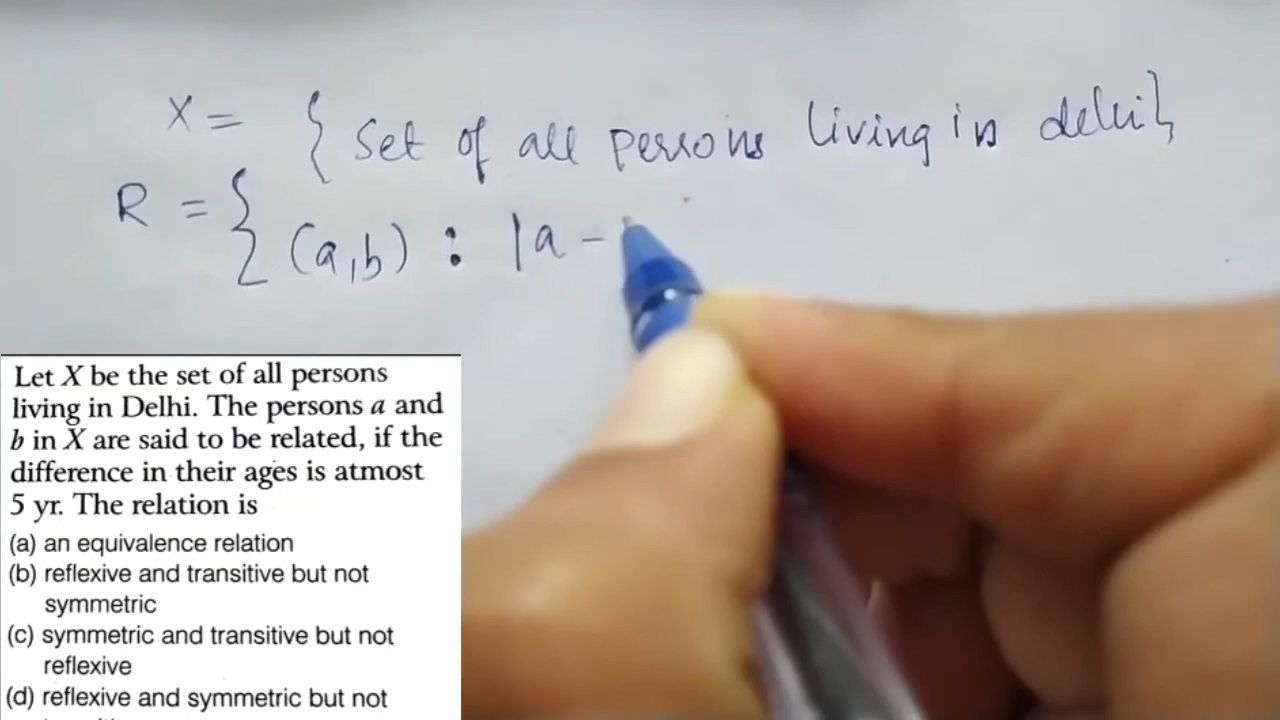 X = { Set of all persons living in delhi}
R = { (a,b) : |a -
Let X be the set of all persons
living in Delhi. The persons a and
b in X are said to be related, if the
difference in their ages is atmost
5 yr. The relation is
(a) an equivalence relation
(b) reflexive and transitive but not
symmetric
(c) symmetric and transitive but not
reflexive
(d) reflexive and symmetric but not